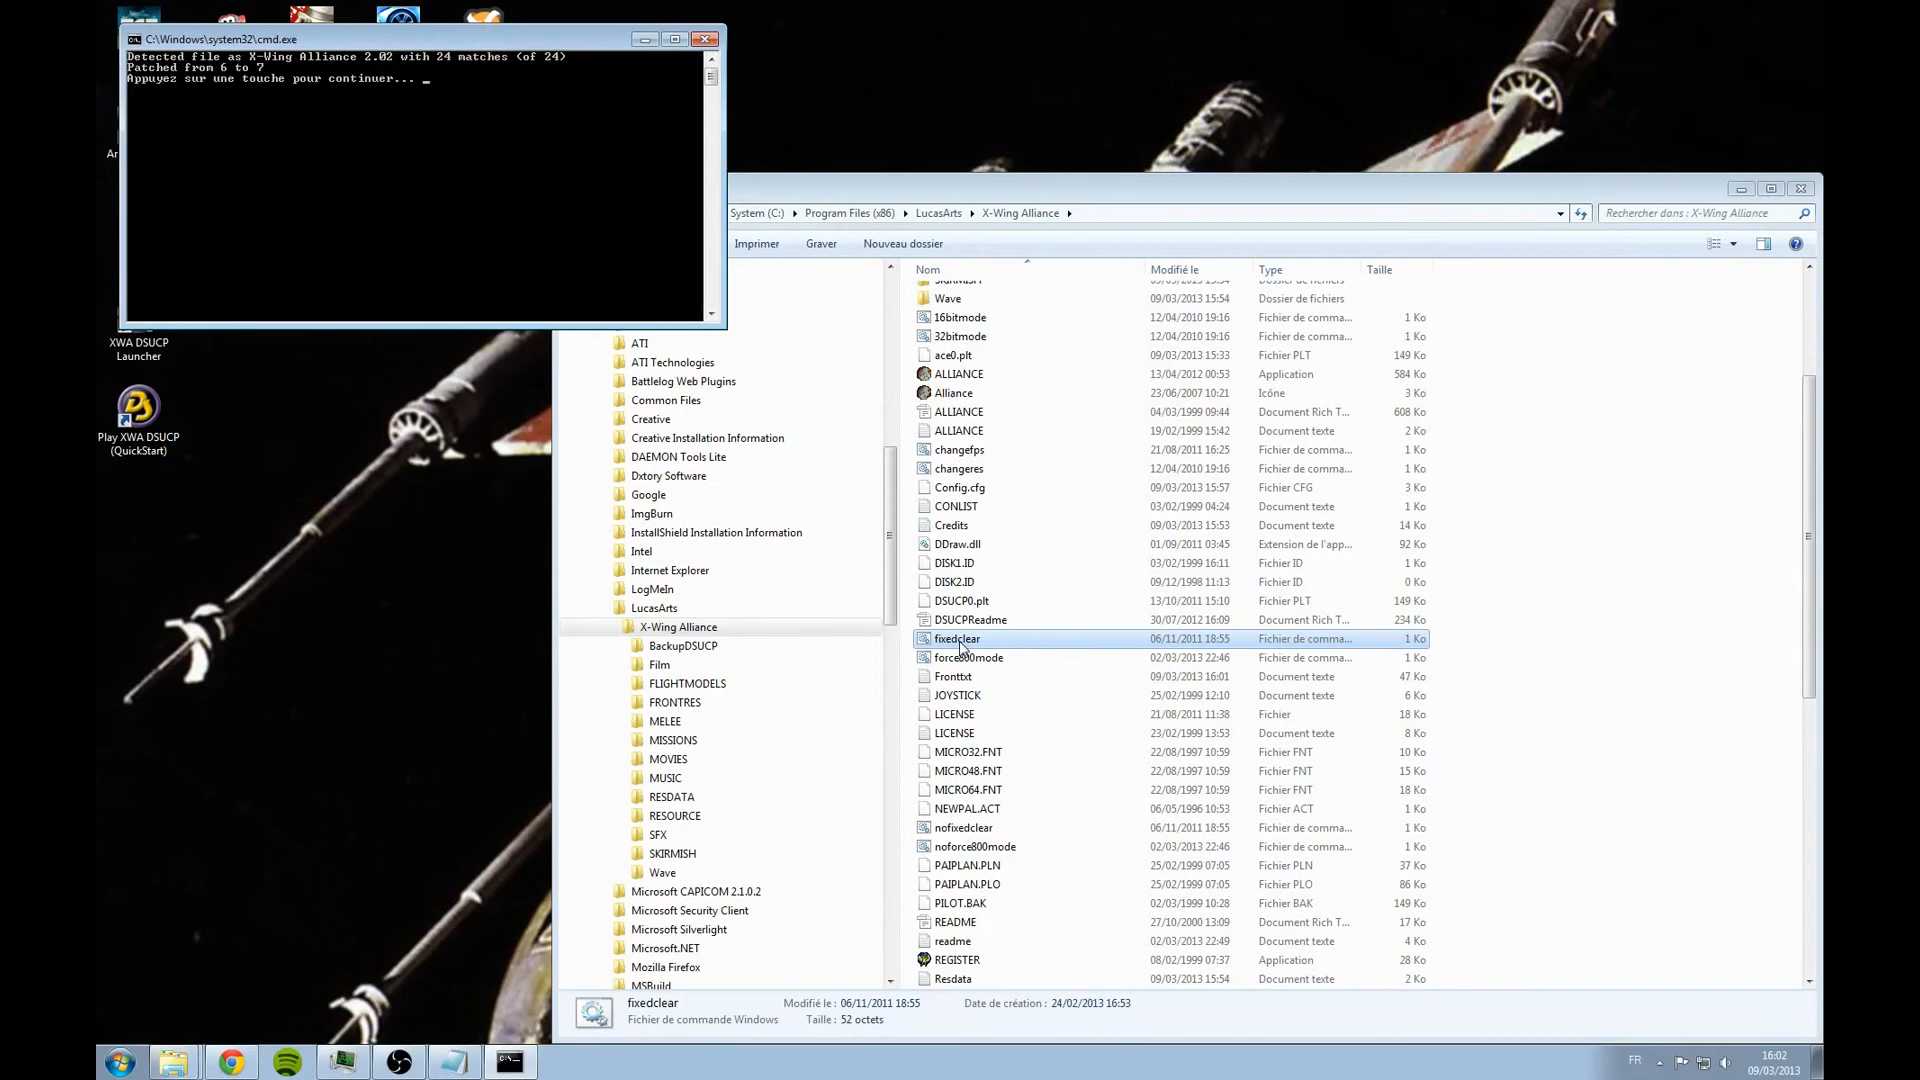 C:\Windows\system32\cmd.exe
Detected file as X-Wing Alliance 2.02 with 24 matches (of 24)
Patched from 6 to 7
Appuyez sur une touche pour continuer... _
Ar
XWA DSUCP
Launcher
Play XWA DSUCP
(QuickStart)
System (C:) Program Files (x86) LucasArts X-Wing Alliance
Rechercher dans : X-Wing Alliance
Imprimer Graver Nouveau dossier
ATI
ATI Technologies
Battlelog Web Plugins
Common Files
Creative
Creative Installation Information
DAEMON Tools Lite
Dxtory Software
Google
ImgBurn
InstallShield Installation Information
Intel
Internet Explorer
LogMeIn
LucasArts
X-Wing Alliance
BackupDSUCP
Film
FLIGHTMODELS
FRONTRES
MELEE
MISSIONS
MOVIES
MUSIC
RESDATA
RESOURCE
SFX
SKIRMISH
Wave
Microsoft CAPICOM 2.1.0.2
Microsoft Security Client
Microsoft Silverlight
Microsoft.NET
Mozilla Firefox
MSBuild
Nom Modifié le Type Taille
SKIRMISH 09/03/2013 15:54 Dossier de fichiers
Wave 09/03/2013 15:54 Dossier de fichiers
16bitmode 12/04/2010 19:16 Fichier de comma... 1 Ko
32bitmode 12/04/2010 19:16 Fichier de comma... 1 Ko
ace0.plt 09/03/2013 15:33 Fichier PLT 149 Ko
ALLIANCE 13/04/2012 00:53 Application 584 Ko
Alliance 23/06/2007 10:21 Icône 3 Ko
ALLIANCE 04/03/1999 09:44 Document Rich T... 608 Ko
ALLIANCE 19/02/1999 15:42 Document texte 2 Ko
changefps 21/08/2011 16:25 Fichier de comma... 1 Ko
changeres 12/04/2010 19:16 Fichier de comma... 1 Ko
Config.cfg 09/03/2013 15:57 Fichier CFG 3 Ko
CONLIST 03/02/1999 04:24 Document texte 1 Ko
Credits 09/03/2013 15:53 Document texte 14 Ko
DDraw.dll 01/09/2011 03:45 Extension de l'app... 92 Ko
DISK1.ID 03/02/1999 16:11 Fichier ID 1 Ko
DISK2.ID 09/12/1998 11:13 Fichier ID 0 Ko
DSUCP0.plt 13/10/2011 15:10 Fichier PLT 149 Ko
DSUCPReadme 30/07/2012 16:09 Document Rich T... 234 Ko
fixedclear 06/11/2011 18:55 Fichier de comma... 1 Ko
force800mode 02/03/2013 22:46 Fichier de comma... 1 Ko
Fronttxt 09/03/2013 16:01 Document texte 47 Ko
JOYSTICK 25/02/1999 12:10 Document texte 6 Ko
LICENSE 21/08/2011 11:38 Fichier 18 Ko
LICENSE 23/02/1999 13:53 Document texte 8 Ko
MICRO32.FNT 22/08/1997 10:59 Fichier FNT 10 Ko
MICRO48.FNT 22/08/1997 10:59 Fichier FNT 15 Ko
MICRO64.FNT 22/08/1997 10:59 Fichier FNT 18 Ko
NEWPAL.ACT 06/05/1996 10:53 Fichier ACT 1 Ko
nofixedclear 06/11/2011 18:55 Fichier de comma... 1 Ko
noforce800mode 02/03/2013 22:46 Fichier de comma... 1 Ko
PAIPLAN.PLN 25/02/1999 07:05 Fichier PLN 37 Ko
PAIPLAN.PLO 25/02/1999 07:05 Fichier PLO 86 Ko
PILOT.BAK 02/03/1999 10:28 Fichier BAK 149 Ko
README 27/10/2000 13:09 Document Rich T... 17 Ko
readme 02/03/2013 22:49 Document texte 4 Ko
REGISTER 08/02/1999 07:37 Application 28 Ko
Resdata 09/03/2013 15:54 Document texte 2 Ko
fixedclear Modifié le : 06/11/2011 18:55 Date de création : 24/02/2013 16:53
Fichier de commande Windows Taille : 52 octets
FR
16:02
09/03/2013